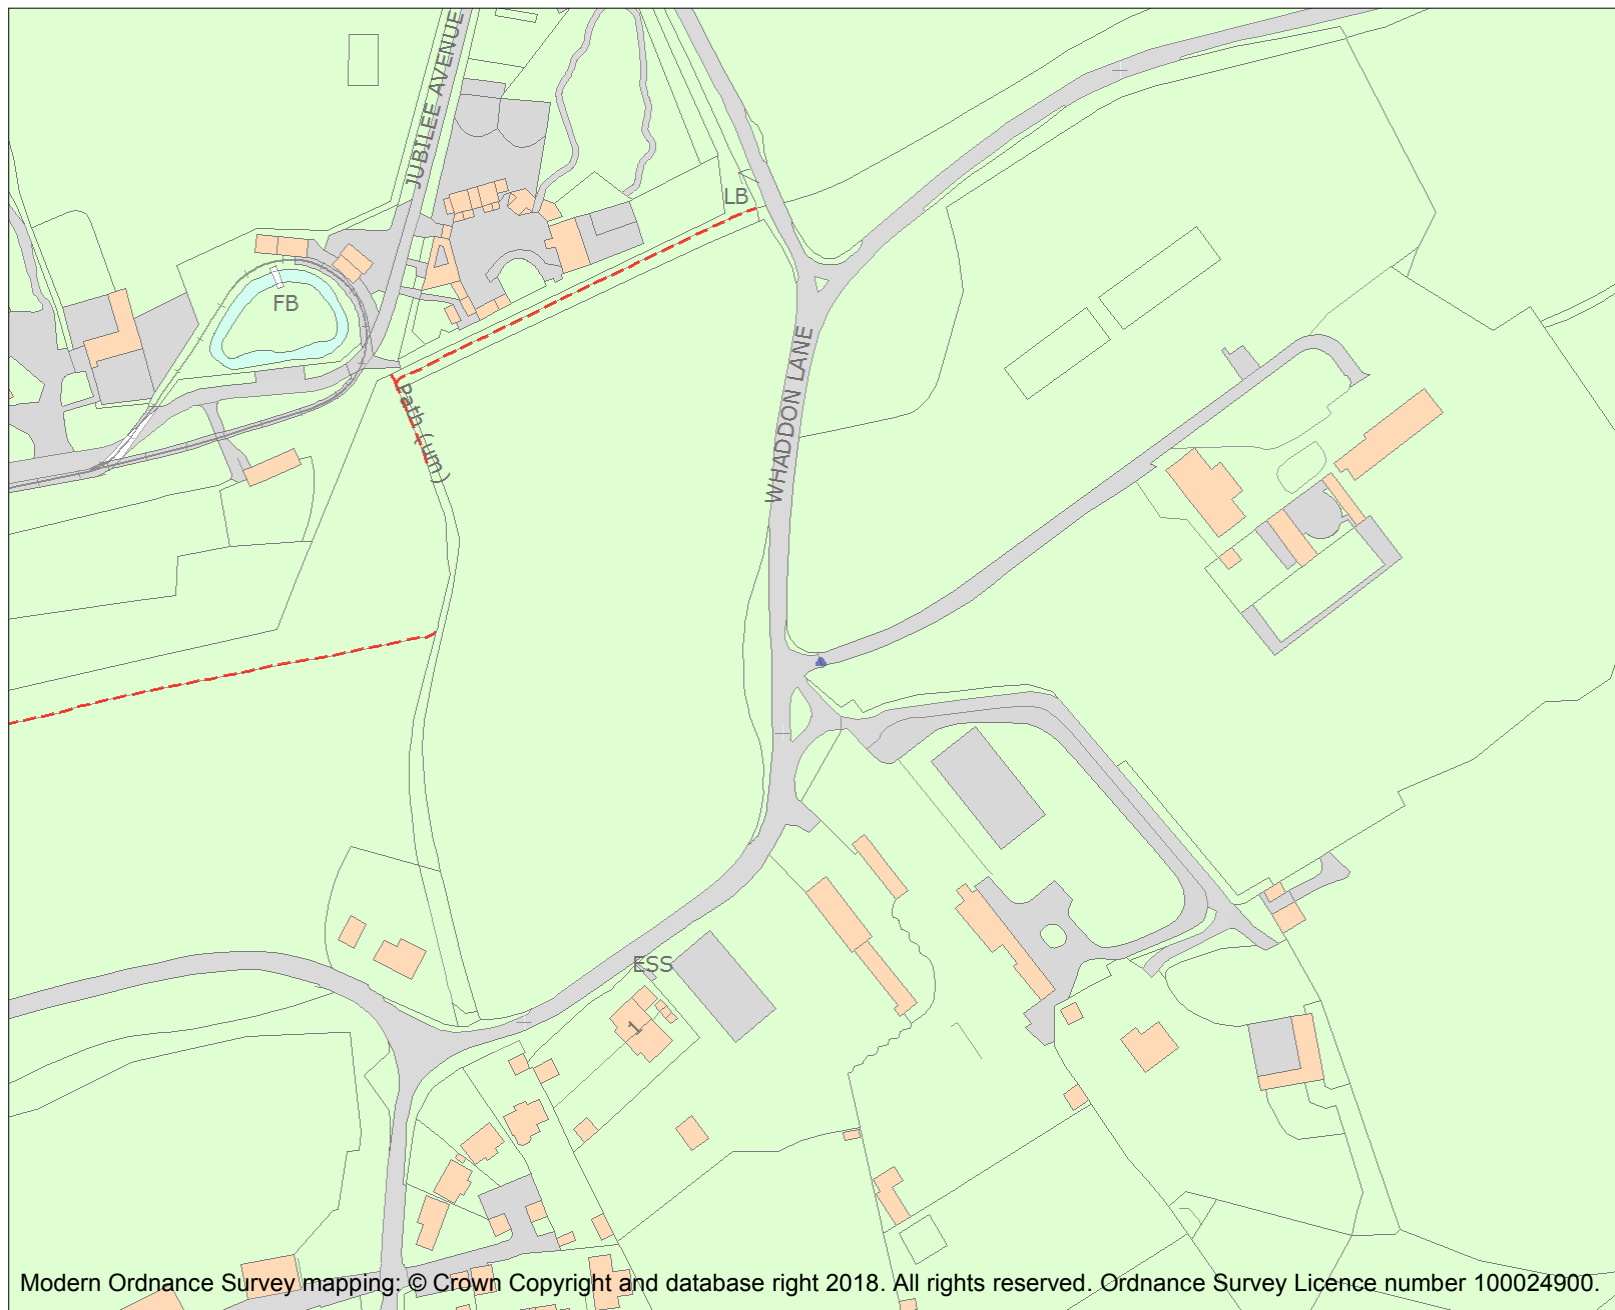 JUBILEE AVENUE
LB
FB
WHADDON LANE
Path (um)
ESS
1
Modern Ordnance Survey mapping: © Crown Copyright and database right 2018. All rights reserved. Ordnance Survey Licence number 100024900.